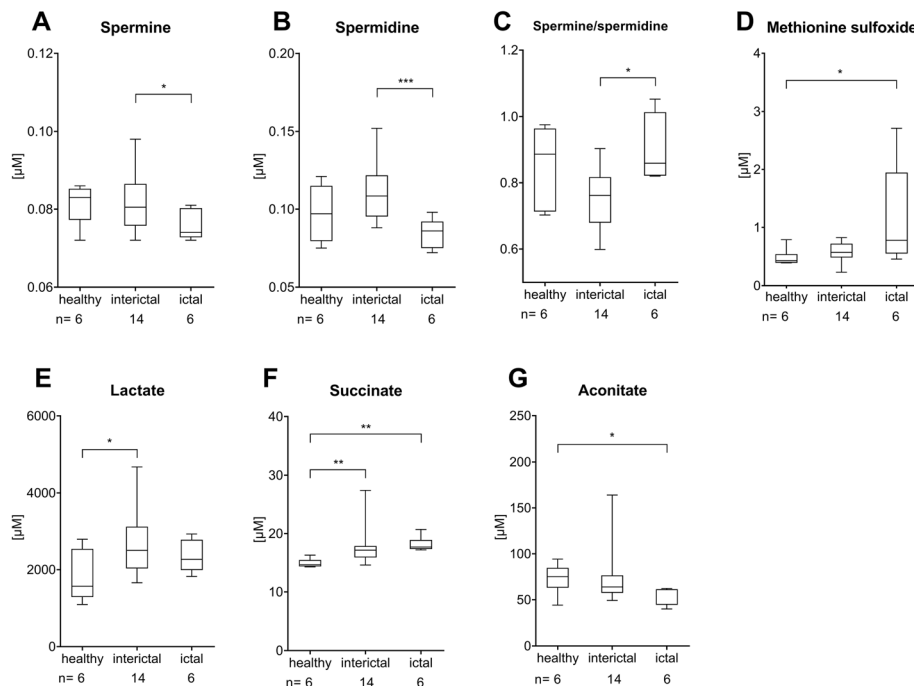 A Spermine
0.12
0.10
0.08
0.06
[µM]
*
healthy interictal ictal
n= 6 14 6
B Spermidine
0.20
0.15
0.10
0.05
[µM]
***
healthy interictal ictal
n= 6 14 6
C Spermine/spermidine
1.2
1.0
0.8
0.6
*
healthy interictal ictal
n= 6 14 6
D Methionine sulfoxide
4
3
2
1
0
[µM]
*
healthy interictal ictal
n= 6 14 6
E Lactate
6000
4000
2000
0
[µM]
*
healthy interictal ictal
n= 6 14 6
F Succinate
40
30
20
10
0
[µM]
**
**
healthy interictal ictal
n= 6 14 6
G Aconitate
250
200
150
100
50
0
[µM]
*
healthy interictal ictal
n= 6 14 6